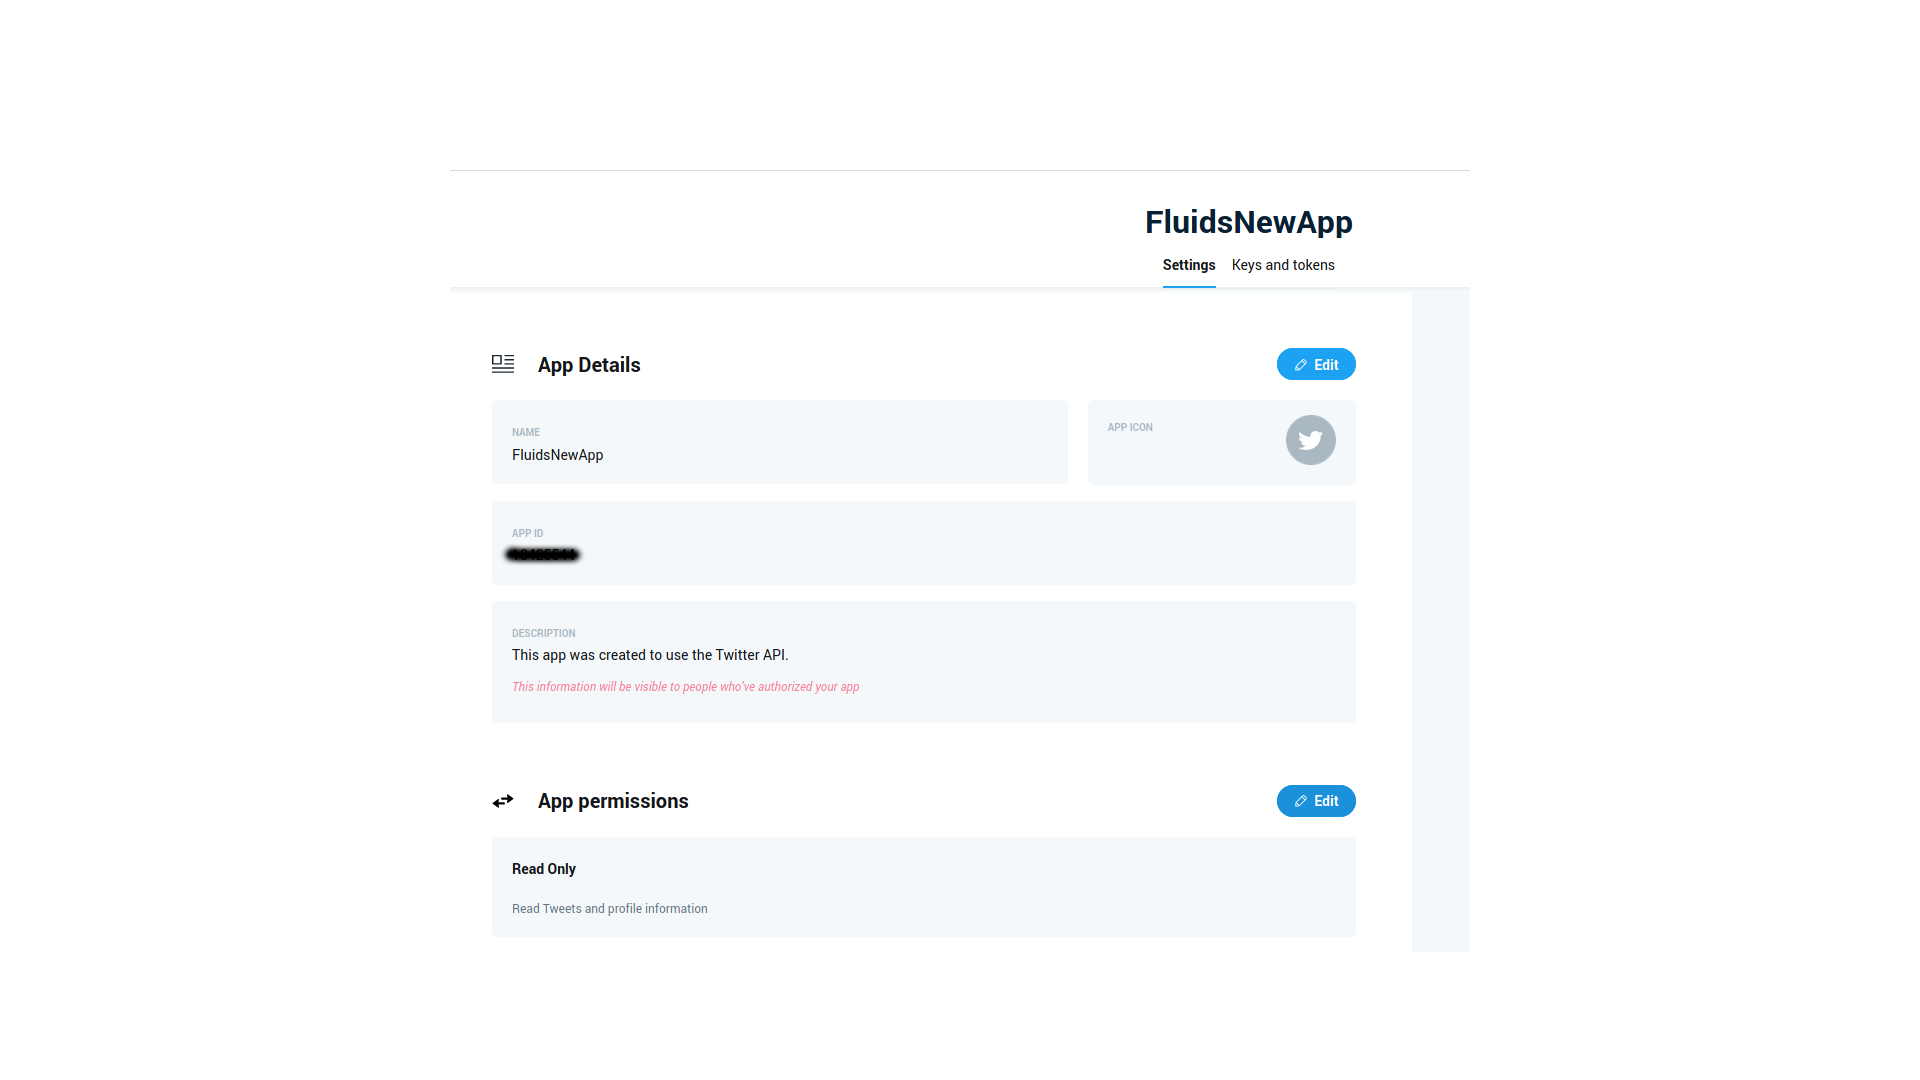 FluidsNewApp
Settings Keys and tokens
App Details
Edit
NAME
FluidsNewApp
APP ICON
APP ID
DESCRIPTION
This app was created to use the Twitter API.
This information will be visible to people who've authorized your app
App permissions
Edit
Read Only
Read Tweets and profile information